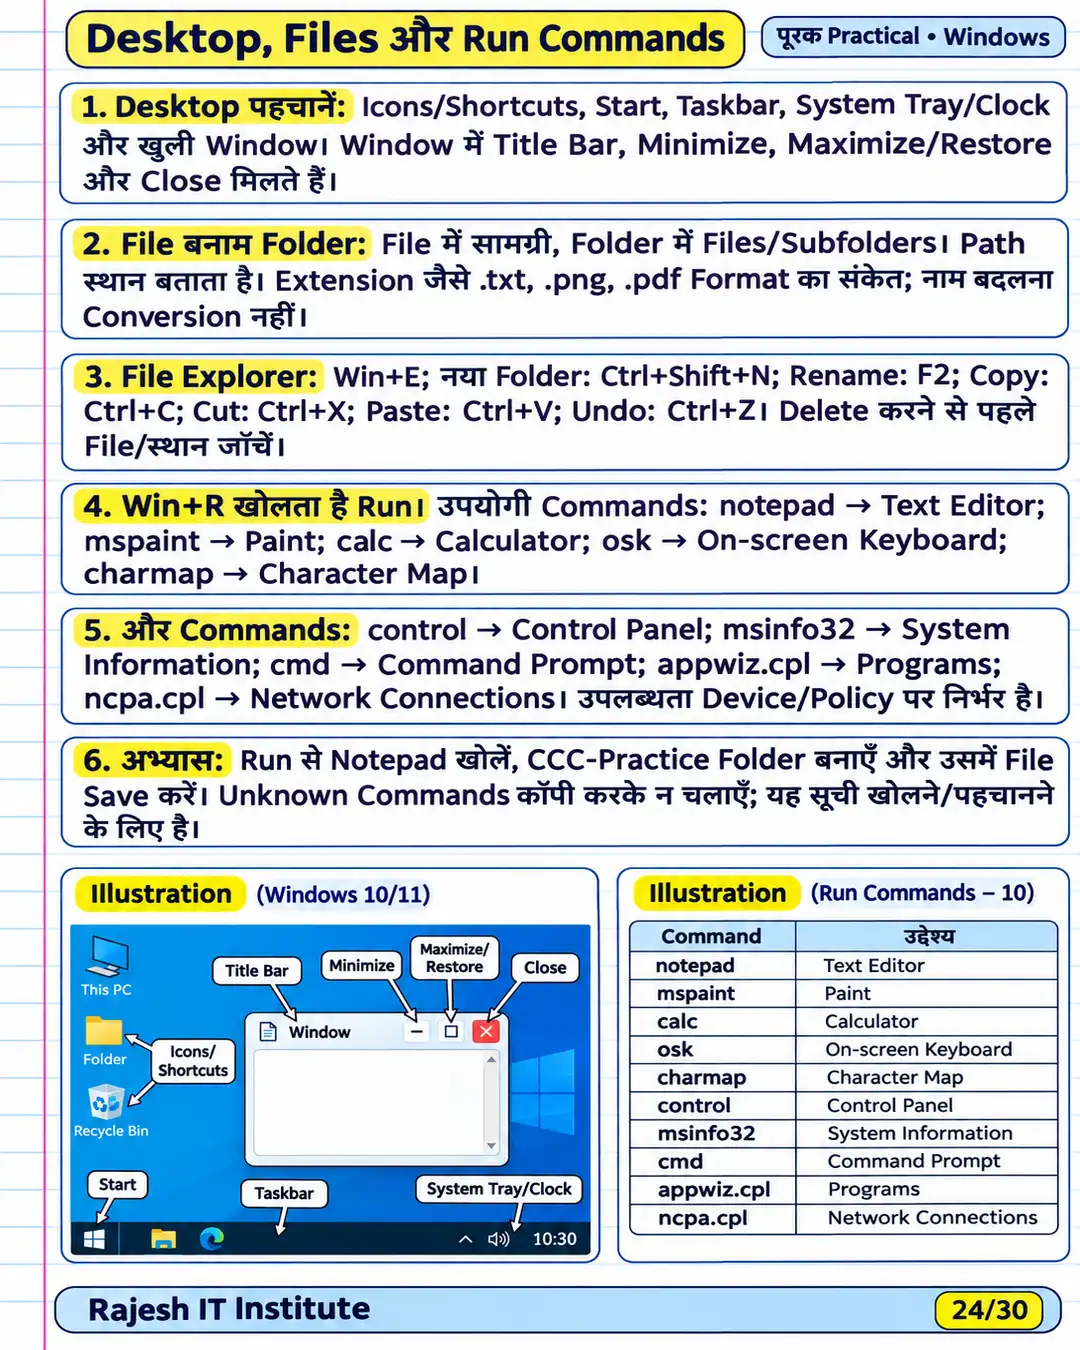 Desktop, Files और Run Commands
पूरक Practical • Windows
1. Desktop पहचानें: Icons/Shortcuts, Start, Taskbar, System Tray/Clock
और खुली Window। Window में Title Bar, Minimize, Maximize/Restore
और Close मिलते हैं।
2. File बनाम Folder: File में सामग्री, Folder में Files/Subfolders। Path
स्थान बताता है। Extension जैसे .txt, .png, .pdf Format का संकेत; नाम बदलना
Conversion नहीं।
3. File Explorer: Win+E; नया Folder: Ctrl+Shift+N; Rename: F2; Copy:
Ctrl+C; Cut: Ctrl+X; Paste: Ctrl+V; Undo: Ctrl+Z। Delete करने से पहले
File/स्थान जाँचें।
4. Win+R खोलता है Run। उपयोगी Commands: notepad → Text Editor;
mspaint → Paint; calc → Calculator; osk → On-screen Keyboard;
charmap → Character Map।
5. और Commands: control → Control Panel; msinfo32 → System
Information; cmd → Command Prompt; appwiz.cpl → Programs;
ncpa.cpl → Network Connections। उपलब्धता Device/Policy पर निर्भर है।
6. अभ्यास: Run से Notepad खोलें, CCC-Practice Folder बनाएँ और उसमें File
Save करें। Unknown Commands कॉपी करके न चलाएँ; यह सूची खोलने/पहचानने
के लिए है।
Illustration (Windows 10/11)
This PC
Folder
Recycle Bin
Icons/
Shortcuts
Title Bar
Minimize
Maximize/
Restore
Close
Window
Start
Taskbar
System Tray/Clock
10:30
Illustration (Run Commands – 10)
Command उद्देश्य
notepad Text Editor
mspaint Paint
calc Calculator
osk On-screen Keyboard
charmap Character Map
control Control Panel
msinfo32 System Information
cmd Command Prompt
appwiz.cpl Programs
ncpa.cpl Network Connections
Rajesh IT Institute
24/30